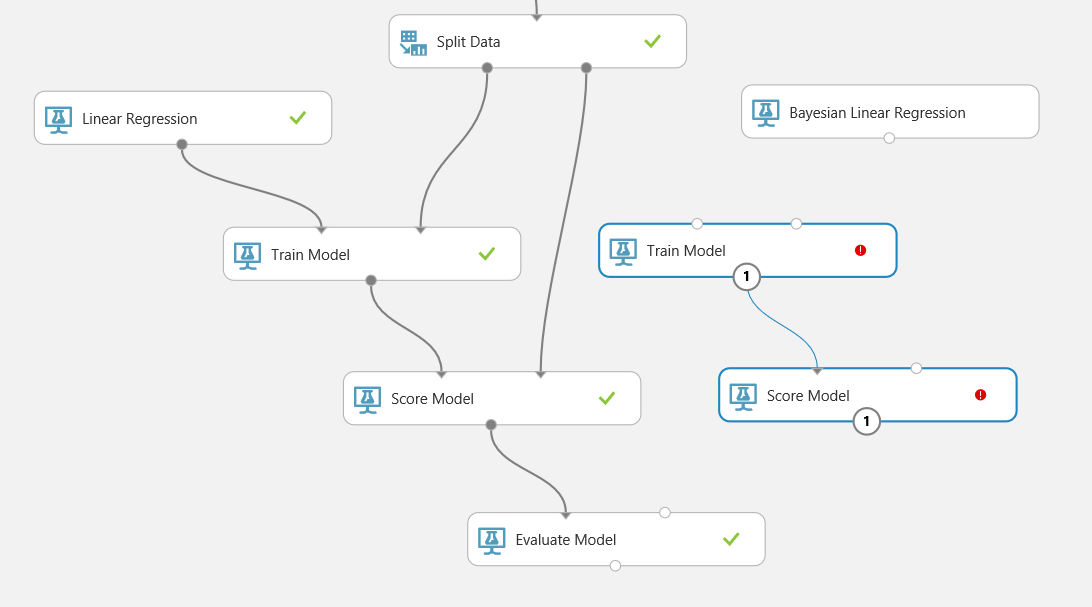 Split Data
Linear Regression
Bayesian Linear Regression
Train Model
Train Model
1
Score Model
Score Model
1
Evaluate Model